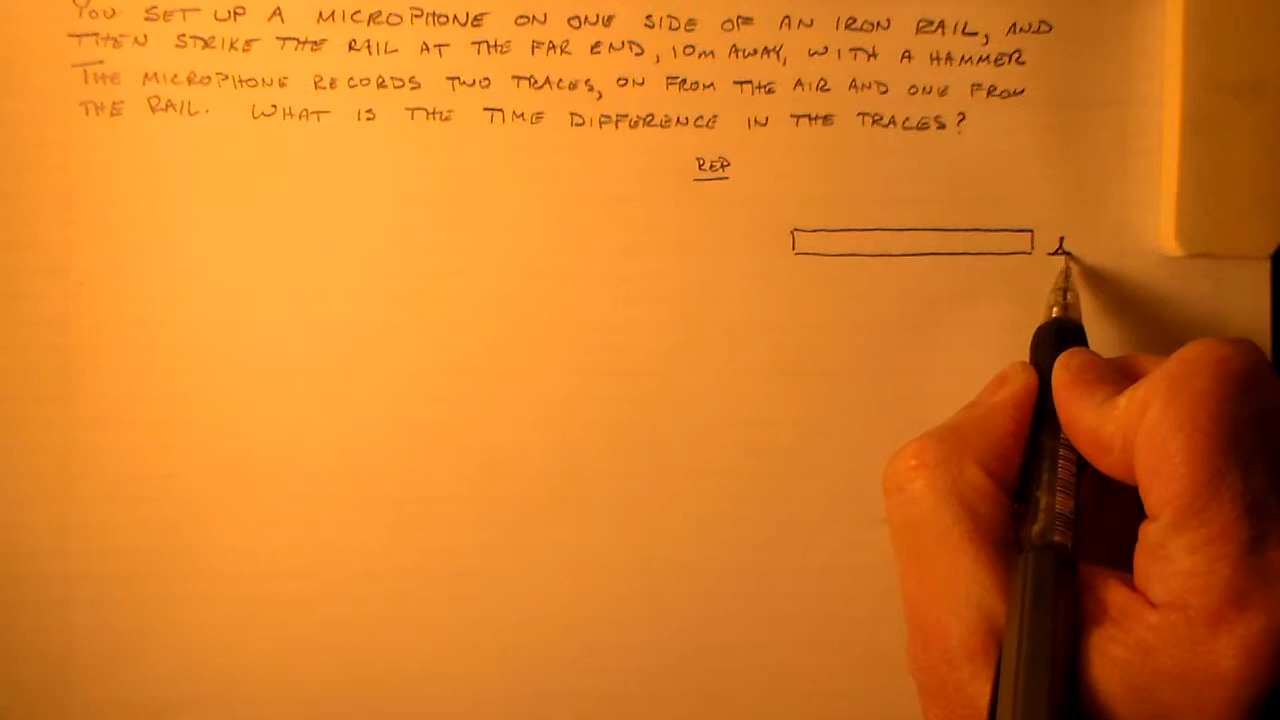 YOU SET UP A MICROPHONE ON ONE SIDE OF AN IRON RAIL, AND
THEN STRIKE THE RAIL AT THE FAR END, 10m AWAY, WITH A HAMMER
THE MICROPHONE RECORDS TWO TRACES, ON FROM THE AIR AND ONE FROM
THE RAIL. WHAT IS THE TIME DIFFERENCE IN THE TRACES?
REP